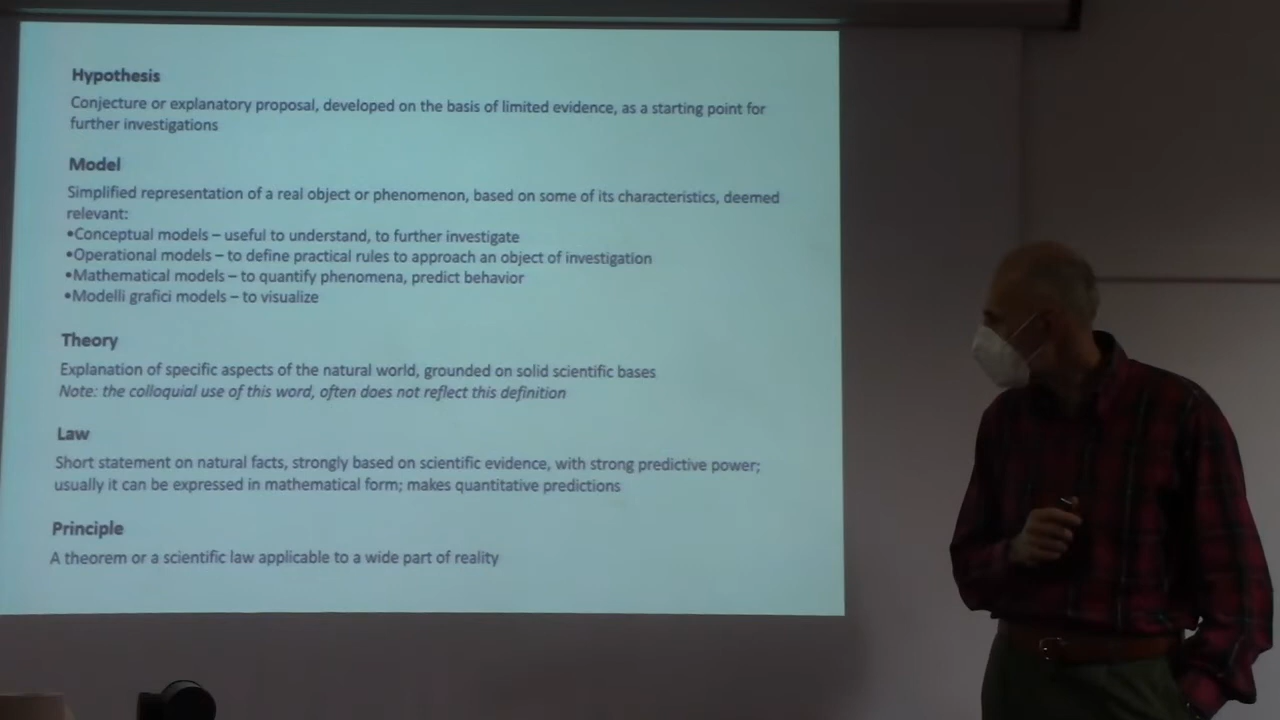 Hypothesis
Conjecture or explanatory proposal, developed on the basis of limited evidence, as a starting point for
further investigations
Model
Simplified representation of a real object or phenomenon, based on some of its characteristics, deemed
relevant:
•Conceptual models – useful to understand, to further investigate
•Operational models – to define practical rules to approach an object of investigation
•Mathematical models – to quantify phenomena, predict behavior
•Modelli grafici models – to visualize
Theory
Explanation of specific aspects of the natural world, grounded on solid scientific bases
Note: the colloquial use of this word, often does not reflect this definition
Law
Short statement on natural facts, strongly based on scientific evidence, with strong predictive power;
usually it can be expressed in mathematical form; makes quantitative predictions
Principle
A theorem or a scientific law applicable to a wide part of reality